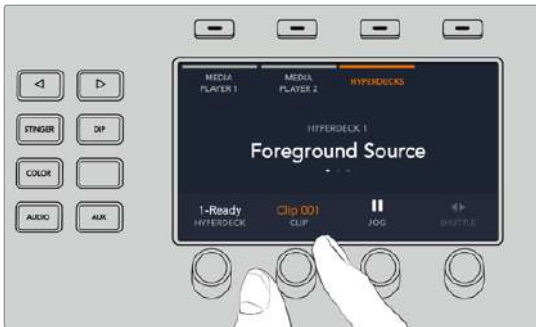 MEDIA PLAYER 1
MEDIA PLAYER 2
HYPERDECKS
HYPERDECK 1
Foreground Source
1-Ready
HYPERDECK
Clip 001
CLIP
JOG
SHUTTLE
STINGER
DIP
COLOR
AUDIO
AUX